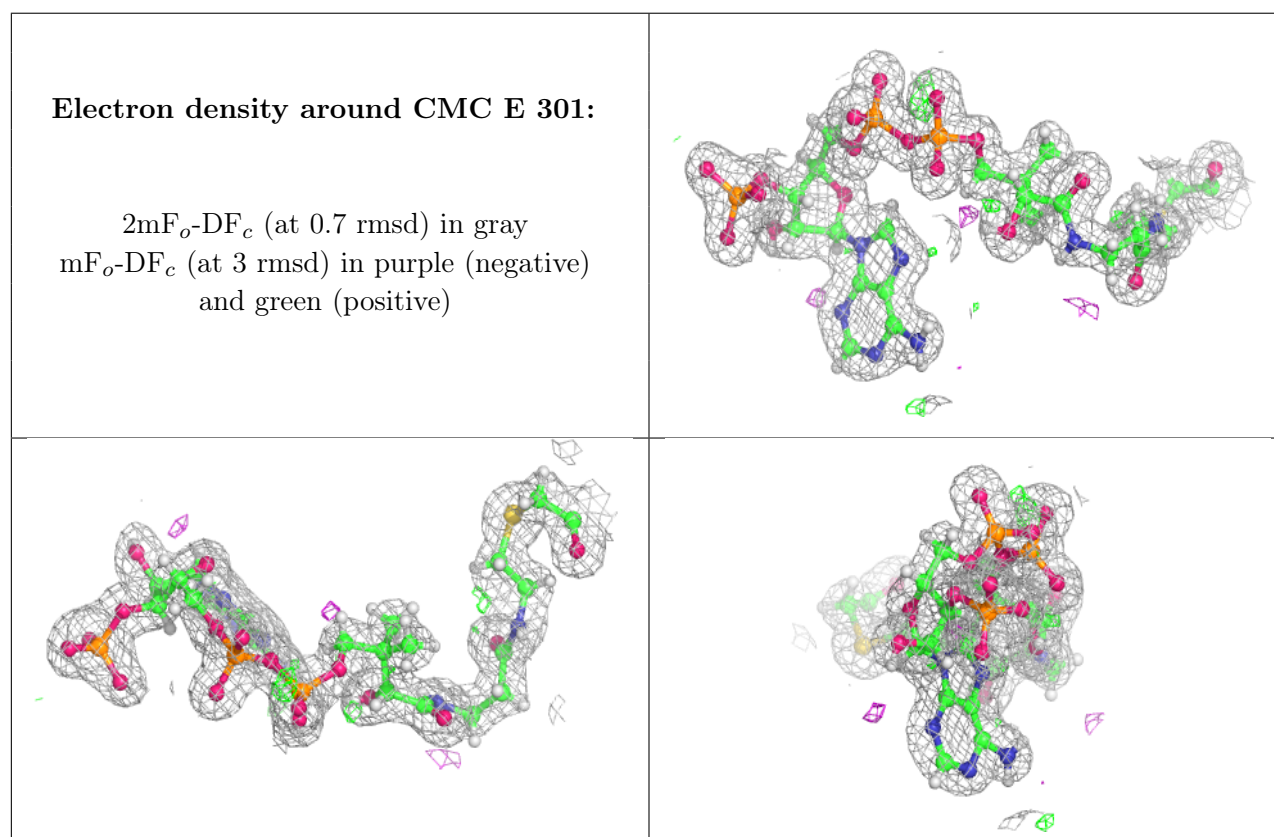 Electron density around CMC E 301:
2mFo-DFc (at 0.7 rmsd) in gray
mFo-DFc (at 3 rmsd) in purple (negative)
and green (positive)